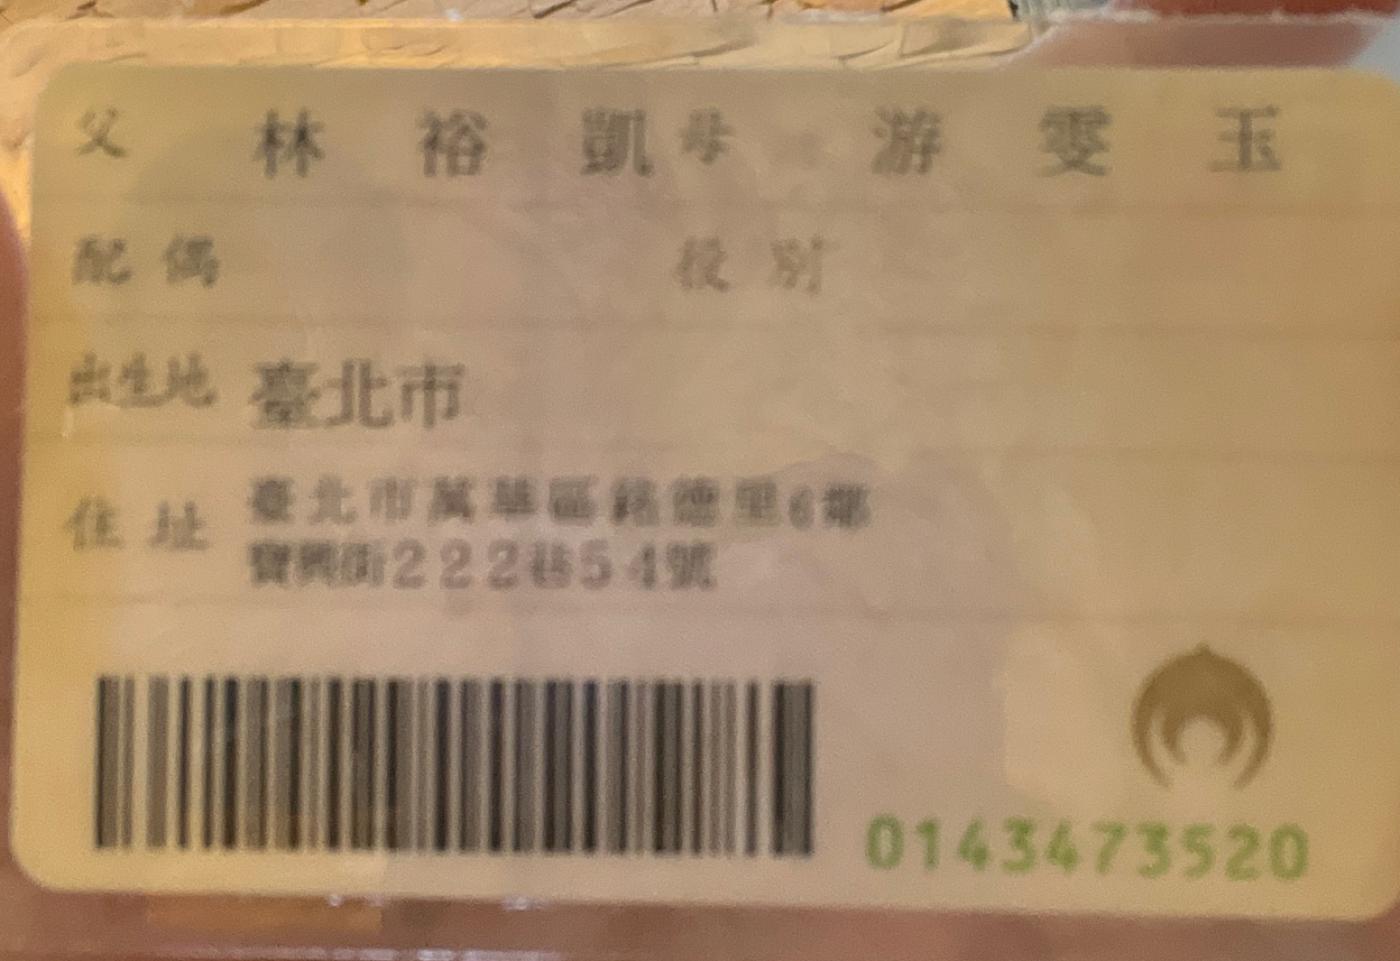 父 林裕凱 母 游雯玉
配偶 役別
出生地 臺北市
住址 臺北市萬華區銘德里6鄰
寶興街222巷54號
0143473520